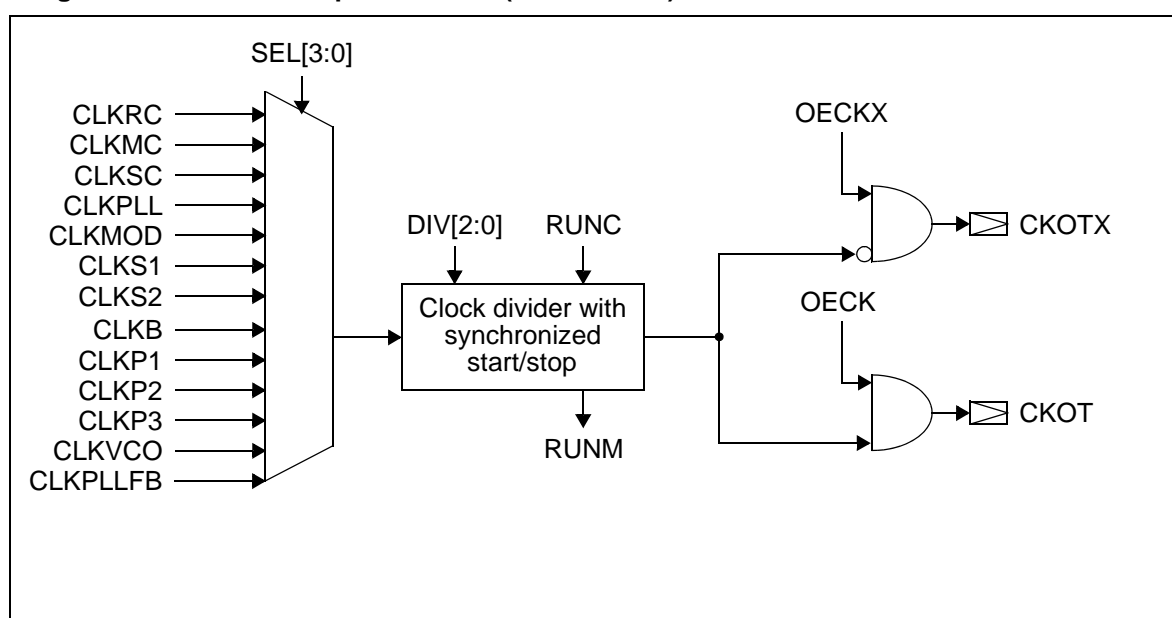 SEL[3:0]
CLKRC
CLKMC
CLKSC
CLKPLL
CLKMOD
CLKS1
CLKS2
CLKB
CLKP1
CLKP2
CLKP3
CLKVCO
CLKPLLFB
DIV[2:0]
RUNC
Clock divider with
synchronized
start/stop
RUNM
OECKX
CKOTX
OECK
CKOT